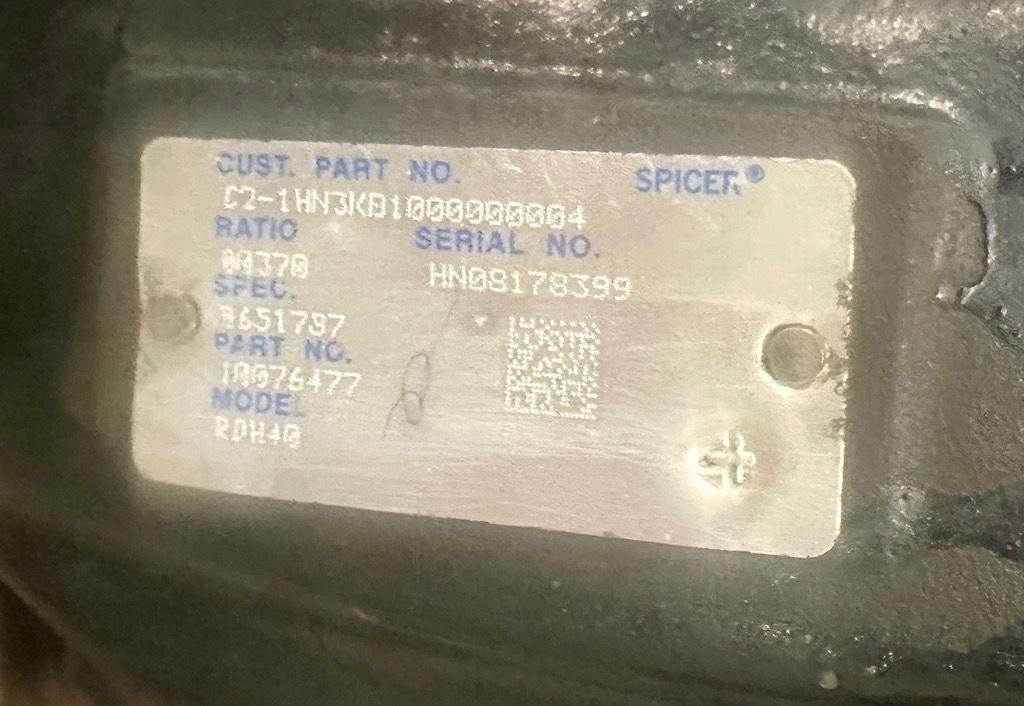 CUST. PART NO. SPICER®
C2-1HN3KB1000000004
RATIO SERIAL NO.
00370 HN08178399
SPEC.
PART NO.
10076477
MODEL
RDH40